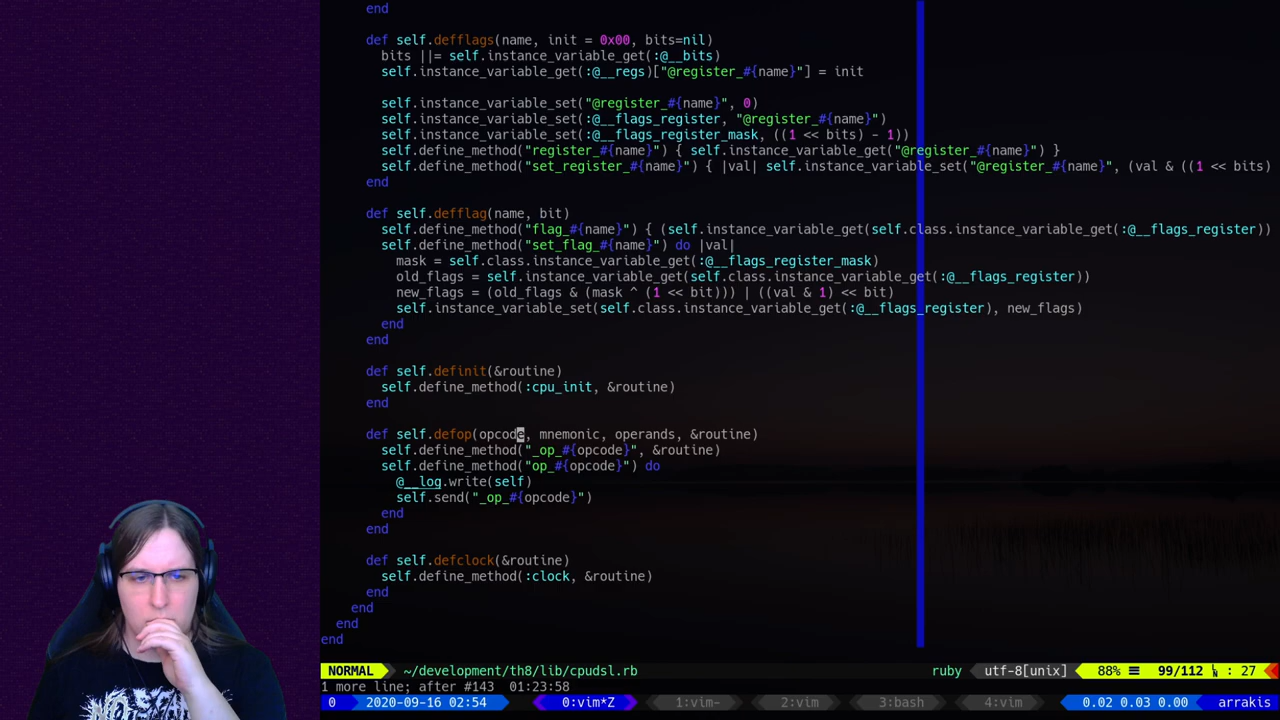 end
def self.defflags(name, init = 0x00, bits=nil)
bits ||= self.instance_variable_get(:@__bits)
self.instance_variable_get(:@__regs)["@register_#{name}"] = init
self.instance_variable_set("@register_#{name}", 0)
self.instance_variable_set(:@__flags_register, "@register_#{name}")
self.instance_variable_set(:@__flags_register_mask, ((1 << bits) - 1))
self.define_method("register_#{name}") { self.instance_variable_get("@register_#{name}") }
self.define_method("set_register_#{name}") { |val| self.instance_variable_set("@register_#{name}", (val & ((1 << bits)
end
def self.defflag(name, bit)
self.define_method("flag_#{name}") { (self.instance_variable_get(self.class.instance_variable_get(:@__flags_register))
self.define_method("set_flag_#{name}") do |val|
mask = self.class.instance_variable_get(:@__flags_register_mask)
old_flags = self.instance_variable_get(self.class.instance_variable_get(:@__flags_register))
new_flags = (old_flags & (mask ^ (1 << bit))) | ((val & 1) << bit)
self.instance_variable_set(self.class.instance_variable_get(:@__flags_register), new_flags)
end
end
def self.definit(&routine)
self.define_method(:cpu_init, &routine)
end
def self.defop(opcode, mnemonic, operands, &routine)
self.define_method("_op_#{opcode}", &routine)
self.define_method("op_#{opcode}") do
@__log.write(self)
self.send("_op_#{opcode}")
end
end
def self.defclock(&routine)
self.define_method(:clock, &routine)
end
end
end
end
NORMAL ~/development/th8/lib/cpudsl.rb ruby utf-8[unix] 88% ☰ 99/112 ㏑ : 27
1 more line; after #143 01:23:58
0 2020-09-16 02:54 0:vim*Z 1:vim- 2:vim 3:bash 4:vim 0.02 0.03 0.00 arrakis